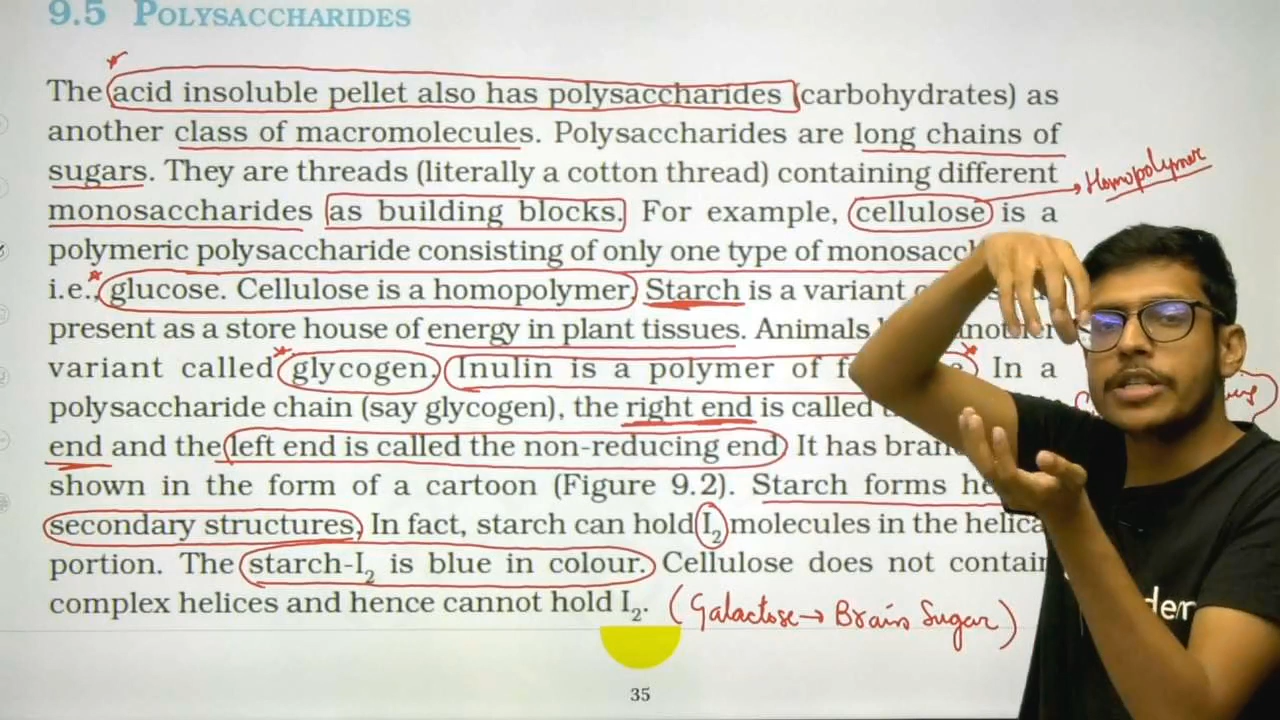 9.5 POLYSACCHARIDES
The acid insoluble pellet also has polysaccharides (carbohydrates) as
another class of macromolecules. Polysaccharides are long chains of
sugars. They are threads (literally a cotton thread) containing different
Homopolymer
monosaccharides as building blocks. For example, cellulose is a
polymeric polysaccharide consisting of only one type of
i.e., glucose. Cellulose is a homopolymer. Starch is a variant
present as a store house of energy in plant tissues. Animals
variant called glycogen. Inulin is a polymer of In a
polysaccharide chain (say glycogen), the right end is called
end and the left end is called the non-reducing end. It has
shown in the form of a cartoon (Figure 9.2). Starch forms
secondary structures. In fact, starch can hold I2 molecules in the
portion. The starch-I2 is blue in colour. Cellulose does not
complex helices and hence cannot hold I2.
(Galactose → Brain Sugar)
35